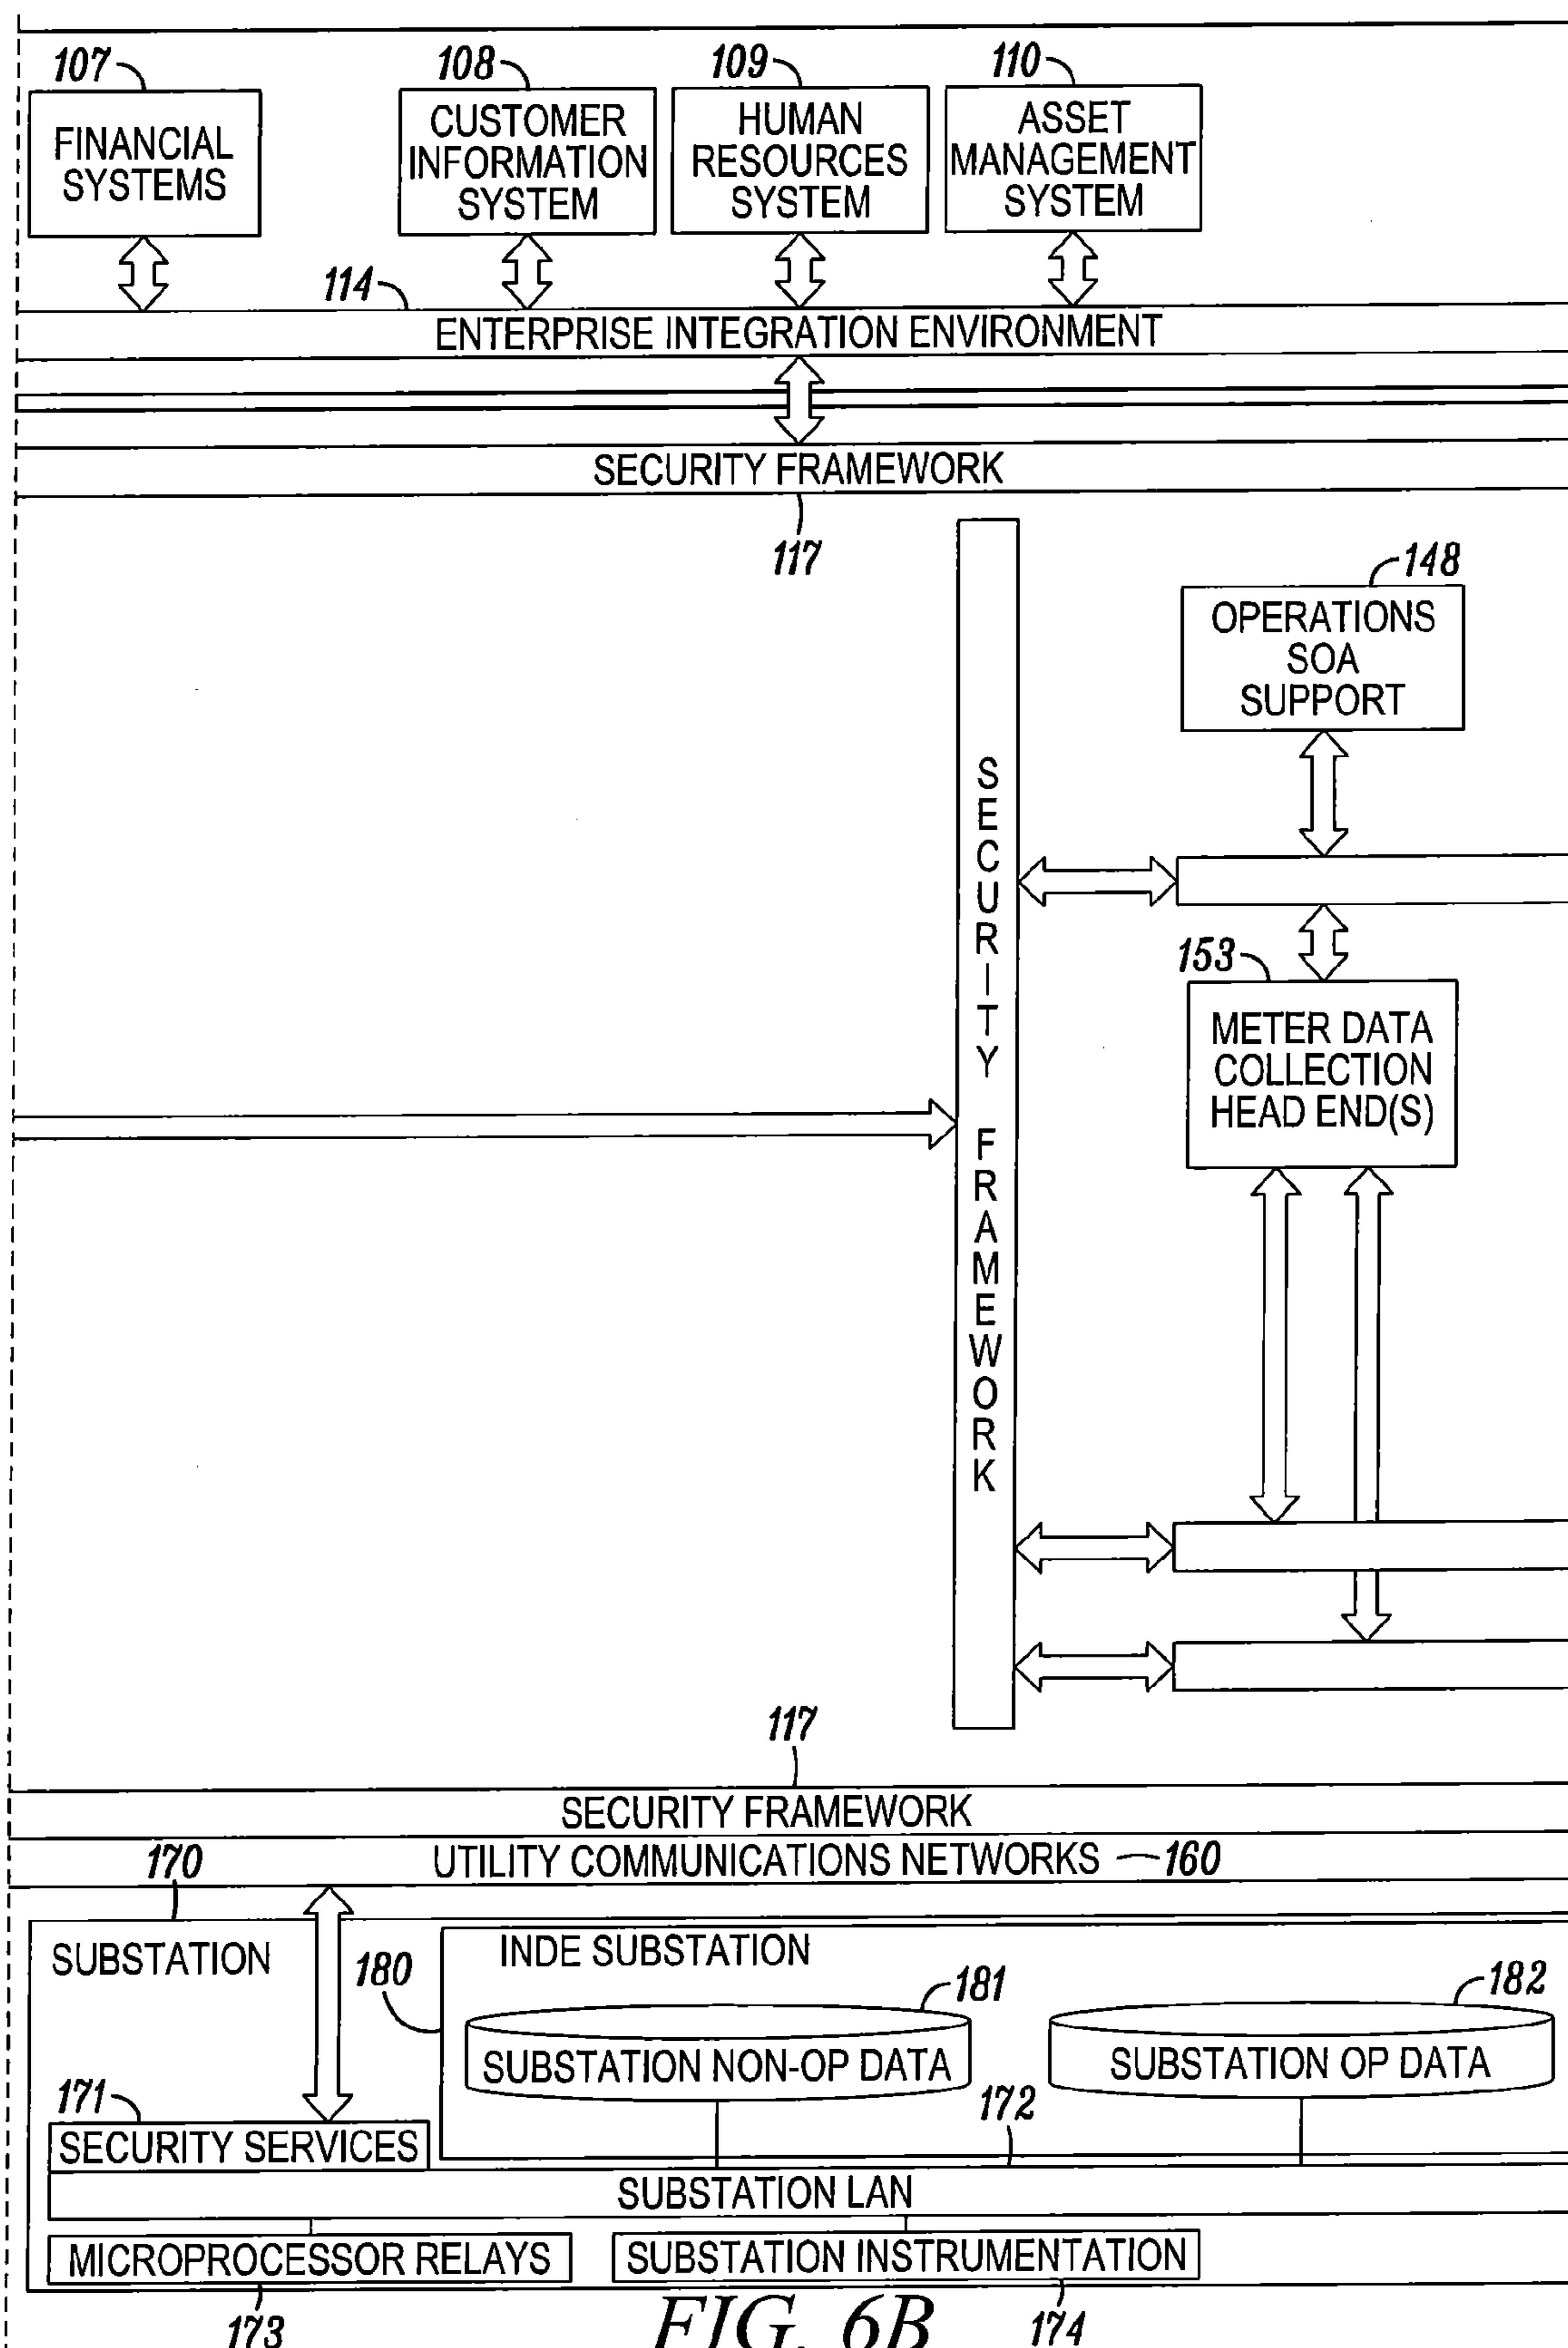 107
FINANCIAL
SYSTEMS
108
CUSTOMER
INFORMATION
SYSTEM
109
HUMAN
RESOURCES
SYSTEM
110
ASSET
MANAGEMENT
SYSTEM
114
ENTERPRISE INTEGRATION ENVIRONMENT
SECURITY FRAMEWORK
117
148
OPERATIONS
SOA
SUPPORT
SECURITY FRAMEWORK
153
METER DATA
COLLECTION
HEAD END(S)
117
SECURITY FRAMEWORK
UTILITY COMMUNICATIONS NETWORKS 160
170
SUBSTATION
180
INDE SUBSTATION
181
SUBSTATION NON-OP DATA
182
SUBSTATION OP DATA
171
SECURITY SERVICES
172
SUBSTATION LAN
MICROPROCESSOR RELAYS
SUBSTATION INSTRUMENTATION
173
174
FIG. 6B